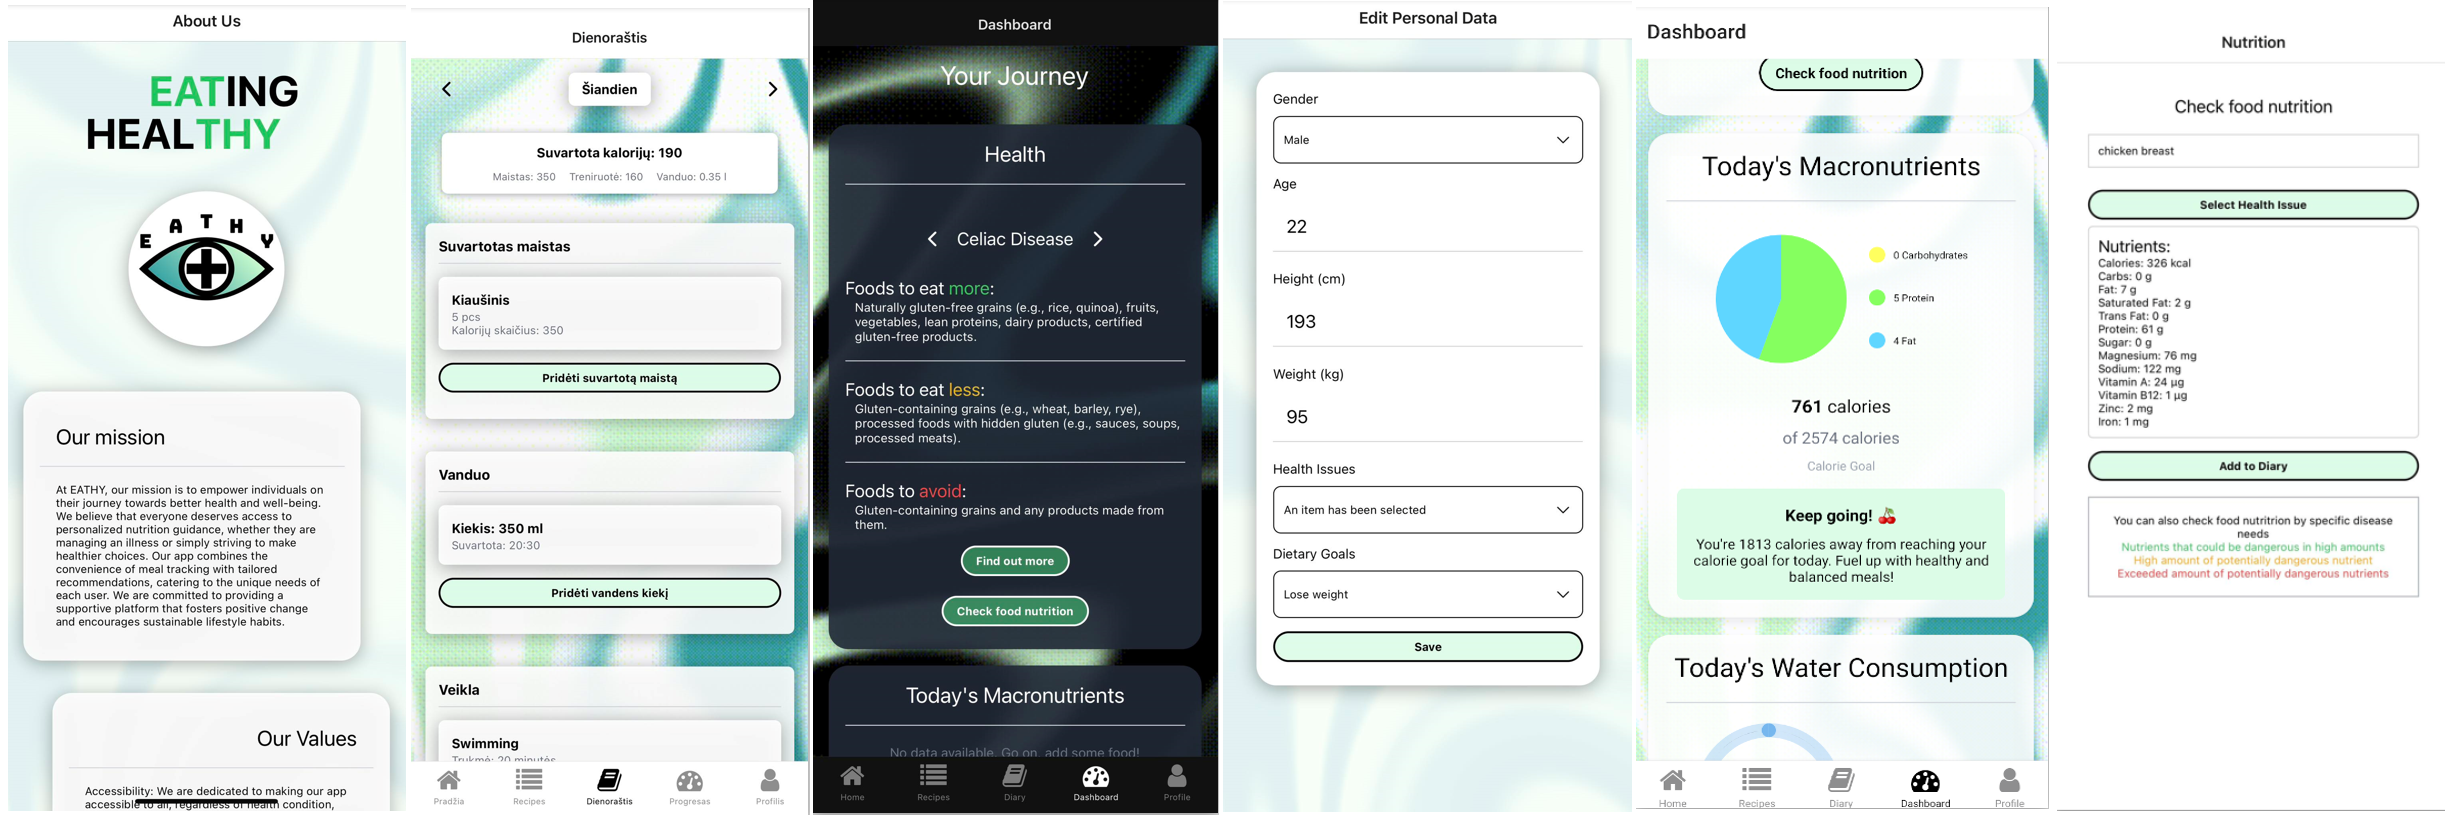 About Us
EATING
HEALTHY
EATHY
Our mission
At EATHY, our mission is to empower individuals on
their journey towards better health and well-being.
We believe that everyone deserves access to
personalized nutrition guidance, whether they are
managing an illness or simply striving to make
healthier choices. Our app combines the
convenience of meal tracking with tailored
recommendations, catering to the unique needs of
each user. We are committed to providing a
supportive platform that fosters positive change
and encourages sustainable lifestyle habits.
Our Values
Accessibility: We are dedicated to making our app
accessible to all, regardless of health condition,
Dienoraštis
Šiandien
Suvartota kalorijų: 190
Maistas: 350 Treniruotė: 160 Vanduo: 0.35 l
Suvartotas maistas
Kiaušinis
5 pcs
Kalorijų skaičius: 350
Pridėti suvartotą maistą
Vanduo
Kiekis: 350 ml
Suvartota: 20:30
Pridėti vandens kiekį
Veikla
Swimming
Trukmė: 20 minutės
Pradžia Recipes Dienoraštis Progresas Profilis
Dashboard
Your Journey
Health
Celiac Disease
Foods to eat more:
Naturally gluten-free grains (e.g., rice, quinoa), fruits,
vegetables, lean proteins, dairy products, certified
gluten-free products.
Foods to eat less:
Gluten-containing grains (e.g., wheat, barley, rye),
processed foods with hidden gluten (e.g., sauces, soups,
processed meats).
Foods to avoid:
Gluten-containing grains and any products made from
them.
Find out more
Check food nutrition
Today's Macronutrients
No data available. Go on, add some food!
Home Recipes Diary Dashboard Profile
Edit Personal Data
Gender
Male
Age
22
Height (cm)
193
Weight (kg)
95
Health Issues
An item has been selected
Dietary Goals
Lose weight
Save
Dashboard
Check food nutrition
Today's Macronutrients
0 Carbohydrates
5 Protein
4 Fat
761 calories
of 2574 calories
Calorie Goal
Keep going! 🍒
You're 1813 calories away from reaching your
calorie goal for today. Fuel up with healthy and
balanced meals!
Today's Water Consumption
Home Recipes Diary Dashboard Profile
Nutrition
Check food nutrition
chicken breast
Select Health Issue
Nutrients:
Calories: 326 kcal
Carbs: 0 g
Fat: 7 g
Saturated Fat: 2 g
Trans Fat: 0 g
Protein: 61 g
Sugar: 0 g
Magnesium: 76 mg
Sodium: 122 mg
Vitamin A: 24 µg
Vitamin B12: 1 µg
Zinc: 2 mg
Iron: 1 mg
Add to Diary
You can also check food nutritrion by specific disease
needs
Nutrients that could be dangerous in high amounts
High amount of potentially dangerous nutrient
Exceeded amount of potentially dangerous nutrients